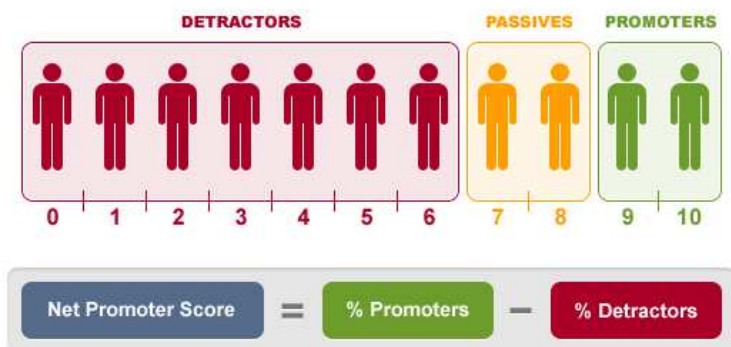 DETRACTORS PASSIVES PROMOTERS
0 1 2 3 4 5 6 7 8 9 10
Net Promoter Score = % Promoters – % Detractors